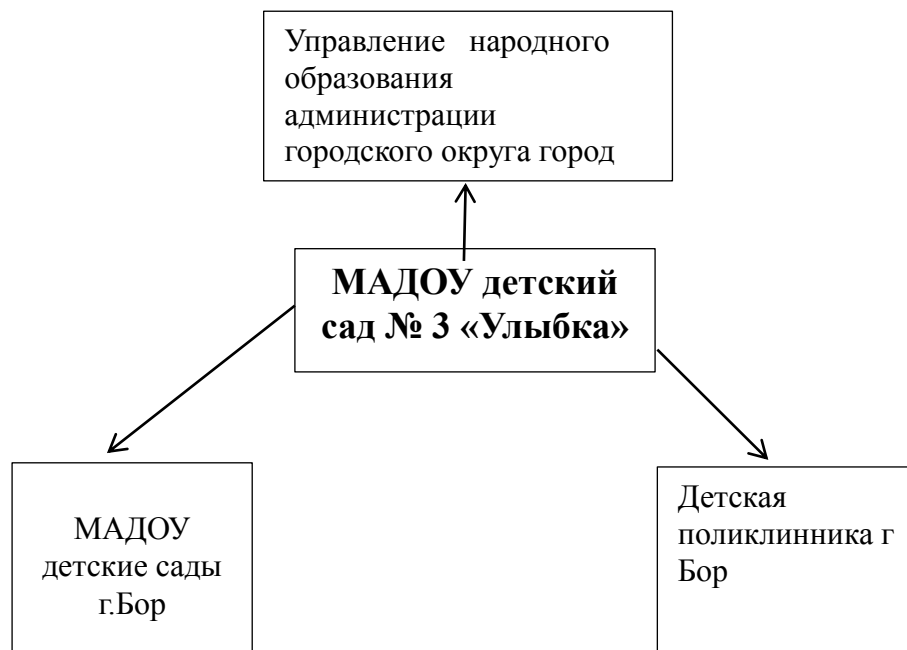 Управление народного
образования
администрации
городского округа город
МАДОУ детский
сад № 3 «Улыбка»
МАДОУ
детские сады
г.Бор
Детская
поликлинника г
Бор